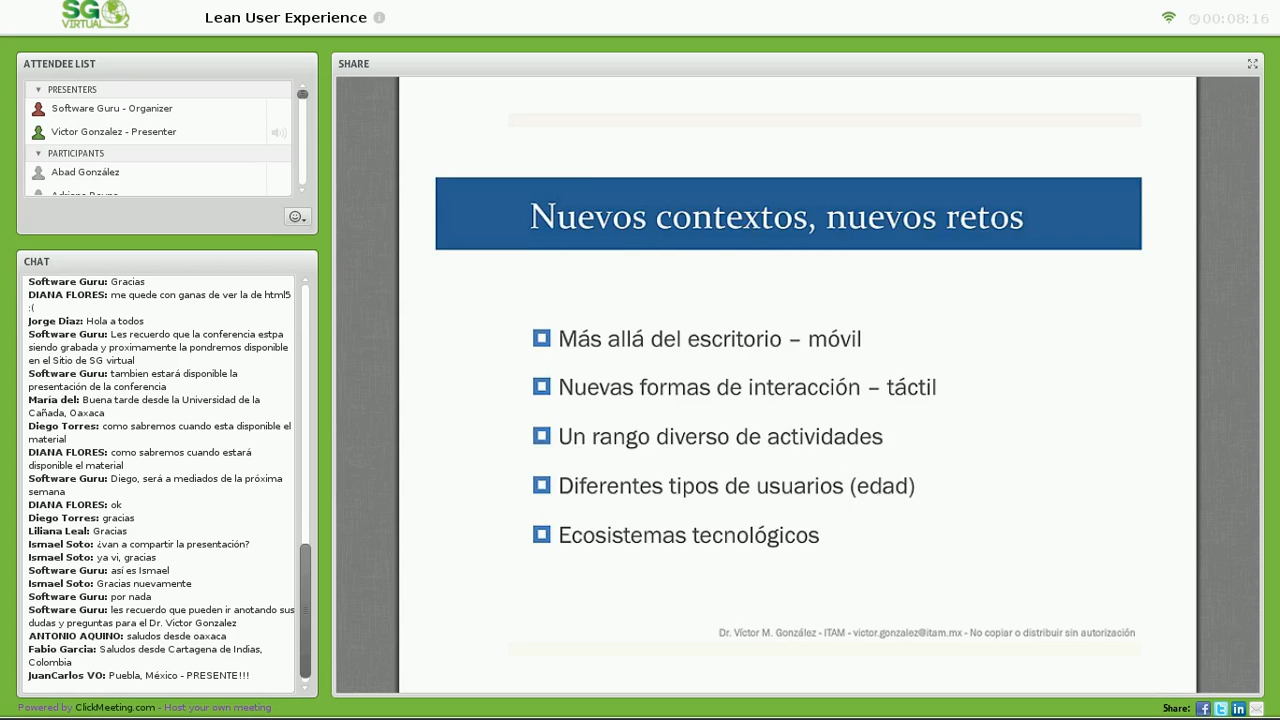 SG
VIRTUAL
Lean User Experience
00:08:16
ATTENDEE LIST
PRESENTERS
Software Guru - Organizer
Victor Gonzalez - Presenter
PARTICIPANTS
Abad González
CHAT
Software Guru: Gracias
DIANA FLORES: me quede con ganas de ver la de html5
:(
Jorge Diaz: Hola a todos
Software Guru: Les recuerdo que la conferencia estpa
siendo grabada y proximamente la pondremos disponible
en el Sitio de SG virtual
Software Guru: tambien estará disponible la
presentación de la conferencia
María del: Buena tarde desde la Universidad de la
Cañada, Oaxaca
Diego Torres: como sabremos cuando esta disponible el
material
DIANA FLORES: como sabremos cuando estará
disponible el material
Software Guru: Diego, será a mediados de la próxima
semana
DIANA FLORES: ok
Diego Torres: gracias
Liliana Leal: Gracias
Ismael Soto: ¿van a compartir la presentación?
Ismael Soto: ya vi, gracias
Software Guru: así es Ismael
Ismael Soto: Gracias nuevamente
Software Guru: por nada
Software Guru: les recuerdo que pueden ir anotando sus
dudas y preguntas para el Dr. Victor Gonzalez
ANTONIO AQUINO: saludos desde oaxaca
Fabio Garcia: Saludos desde Cartagena de Indias,
Colombia
JuanCarlos VO: Puebla, México - PRESENTE!!!
SHARE
Nuevos contextos, nuevos retos
Más allá del escritorio – móvil
Nuevas formas de interacción – táctil
Un rango diverso de actividades
Diferentes tipos de usuarios (edad)
Ecosistemas tecnológicos
Dr. Víctor M. González - ITAM - victor.gonzalez@itam.mx - No copiar o distribuir sin autorización
Powered by ClickMeeting.com - Host your own meeting
Share: